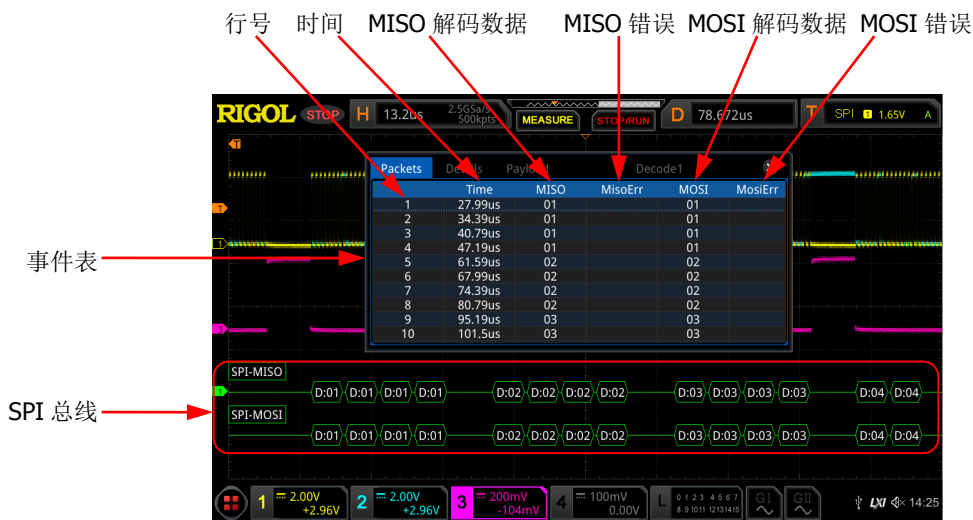 行号 时间 MISO 解码数据 MISO 错误 MOSI 解码数据 MOSI 错误
RIGOL STOP H 13.20s 2.5GSa/s 500kpts MEASURE STOP/RUN D 78.672us T SPI 1 1.65V A
T
Packets Details Payload Decode1
Time MISO MisoErr MOSI MosiErr
1 27.99us 01 01
2 34.39us 01 01
3 40.79us 01 01
4 47.19us 01 01
5 61.59us 02 02
6 67.99us 02 02
7 74.39us 02 02
8 80.79us 02 02
9 95.19us 03 03
10 101.5us 03 03
T
1
事件表
3
SPI-MISO
1 D:01 D:01 D:01 D:01 D:02 D:02 D:02 D:02 D:03 D:03 D:03 D:03 D:04 D:04
SPI 总线
SPI-MOSI
D:01 D:01 D:01 D:01 D:02 D:02 D:02 D:02 D:03 D:03 D:03 D:03 D:04 D:04
1 2.00V +2.96V 2 2.00V +2.96V 3 200mV -104mV 4 100mV 0.00V L 0 1 2 3 4 5 6 7 8 9 10 11 12 13 14 15 GI GII LXI 14:25